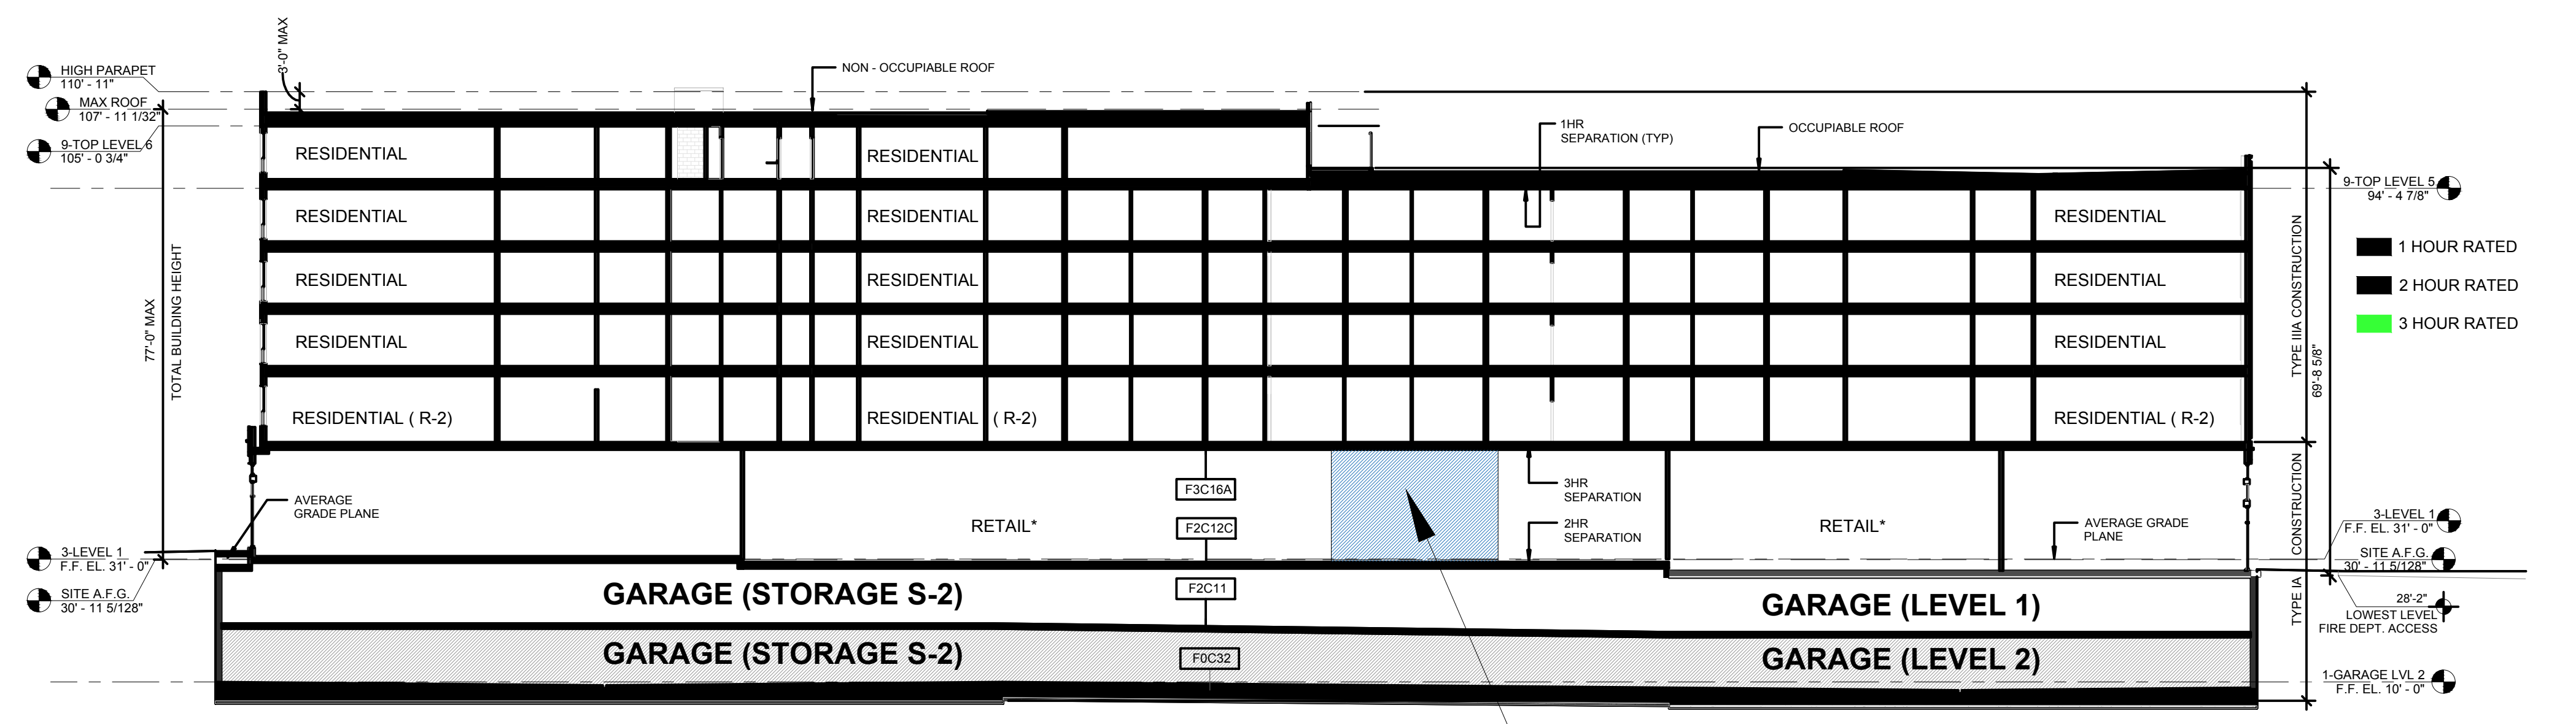 3'-0" MAX
HIGH PARAPET
110' - 11"
MAX ROOF
107' - 11 1/32"
9-TOP LEVEL 6
105' - 0 3/4"
NON - OCCUPIABLE ROOF
1HR
SEPARATION (TYP)
OCCUPIABLE ROOF
9-TOP LEVEL 5
94' - 4 7/8"
RESIDENTIAL
RESIDENTIAL
RESIDENTIAL
RESIDENTIAL
RESIDENTIAL
RESIDENTIAL
RESIDENTIAL
RESIDENTIAL
RESIDENTIAL
RESIDENTIAL
RESIDENTIAL
RESIDENTIAL ( R-2)
RESIDENTIAL ( R-2)
RESIDENTIAL ( R-2)
77'-0" MAX
TOTAL BUILDING HEIGHT
TYPE IIIA CONSTRUCTION
69'-8 5/8"
1 HOUR RATED
2 HOUR RATED
3 HOUR RATED
AVERAGE
GRADE PLANE
F3C16A
F2C12C
RETAIL*
3HR
SEPARATION
2HR
SEPARATION
RETAIL*
AVERAGE GRADE
PLANE
TYPE IA CONSTRUCTION
3-LEVEL 1
F.F. EL. 31' - 0"
SITE A.F.G.
30' - 11 5/128"
3-LEVEL 1
F.F. EL. 31' - 0"
SITE A.F.G.
30' - 11 5/128"
28'-2"
LOWEST LEVEL
FIRE DEPT. ACCESS
GARAGE (STORAGE S-2)
F2C11
GARAGE (LEVEL 1)
GARAGE (STORAGE S-2)
F0C32
GARAGE (LEVEL 2)
1-GARAGE LVL 2
F.F. EL. 10' - 0"